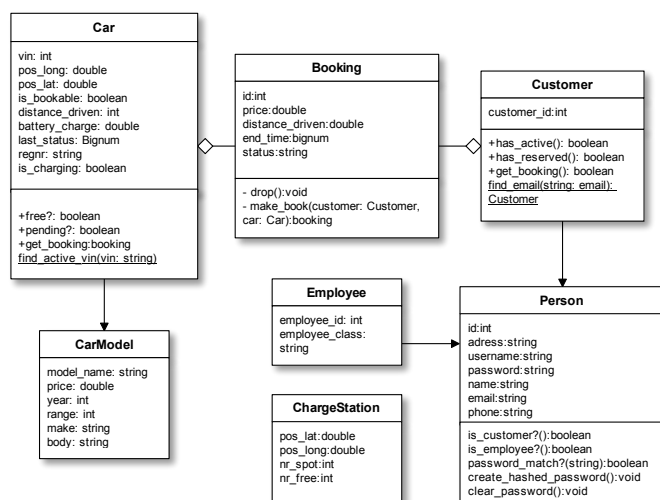 Car
vin: int
pos_long: double
pos_lat: double
is_bookable: boolean
distance_driven: int
battery_charge: double
last_status: Bignum
regnr: string
is_charging: boolean
+free?: boolean
+pending?: boolean
+get_booking:booking
find_active_vin(vin: string)
Booking
id:int
price:double
distance_driven:double
end_time:bignum
status:string
- drop():void
- make_book(customer: Customer,
car: Car):booking
Customer
customer_id:int
+has_active(): boolean
+has_reserved(): boolean
+get_booking(): boolean
find_email(string: email):
Customer
CarModel
model_name: string
price: double
year: int
range: int
make: string
body: string
Employee
employee_id: int
employee_class:
string
ChargeStation
pos_lat:double
pos_long:double
nr_spot:int
nr_free:int
Person
id:int
adress:string
username:string
password:string
name:string
email:string
phone:string
is_customer?():boolean
is_employee?():boolean
password_match?(string):boolean
create_hashed_password():void
clear_password():void